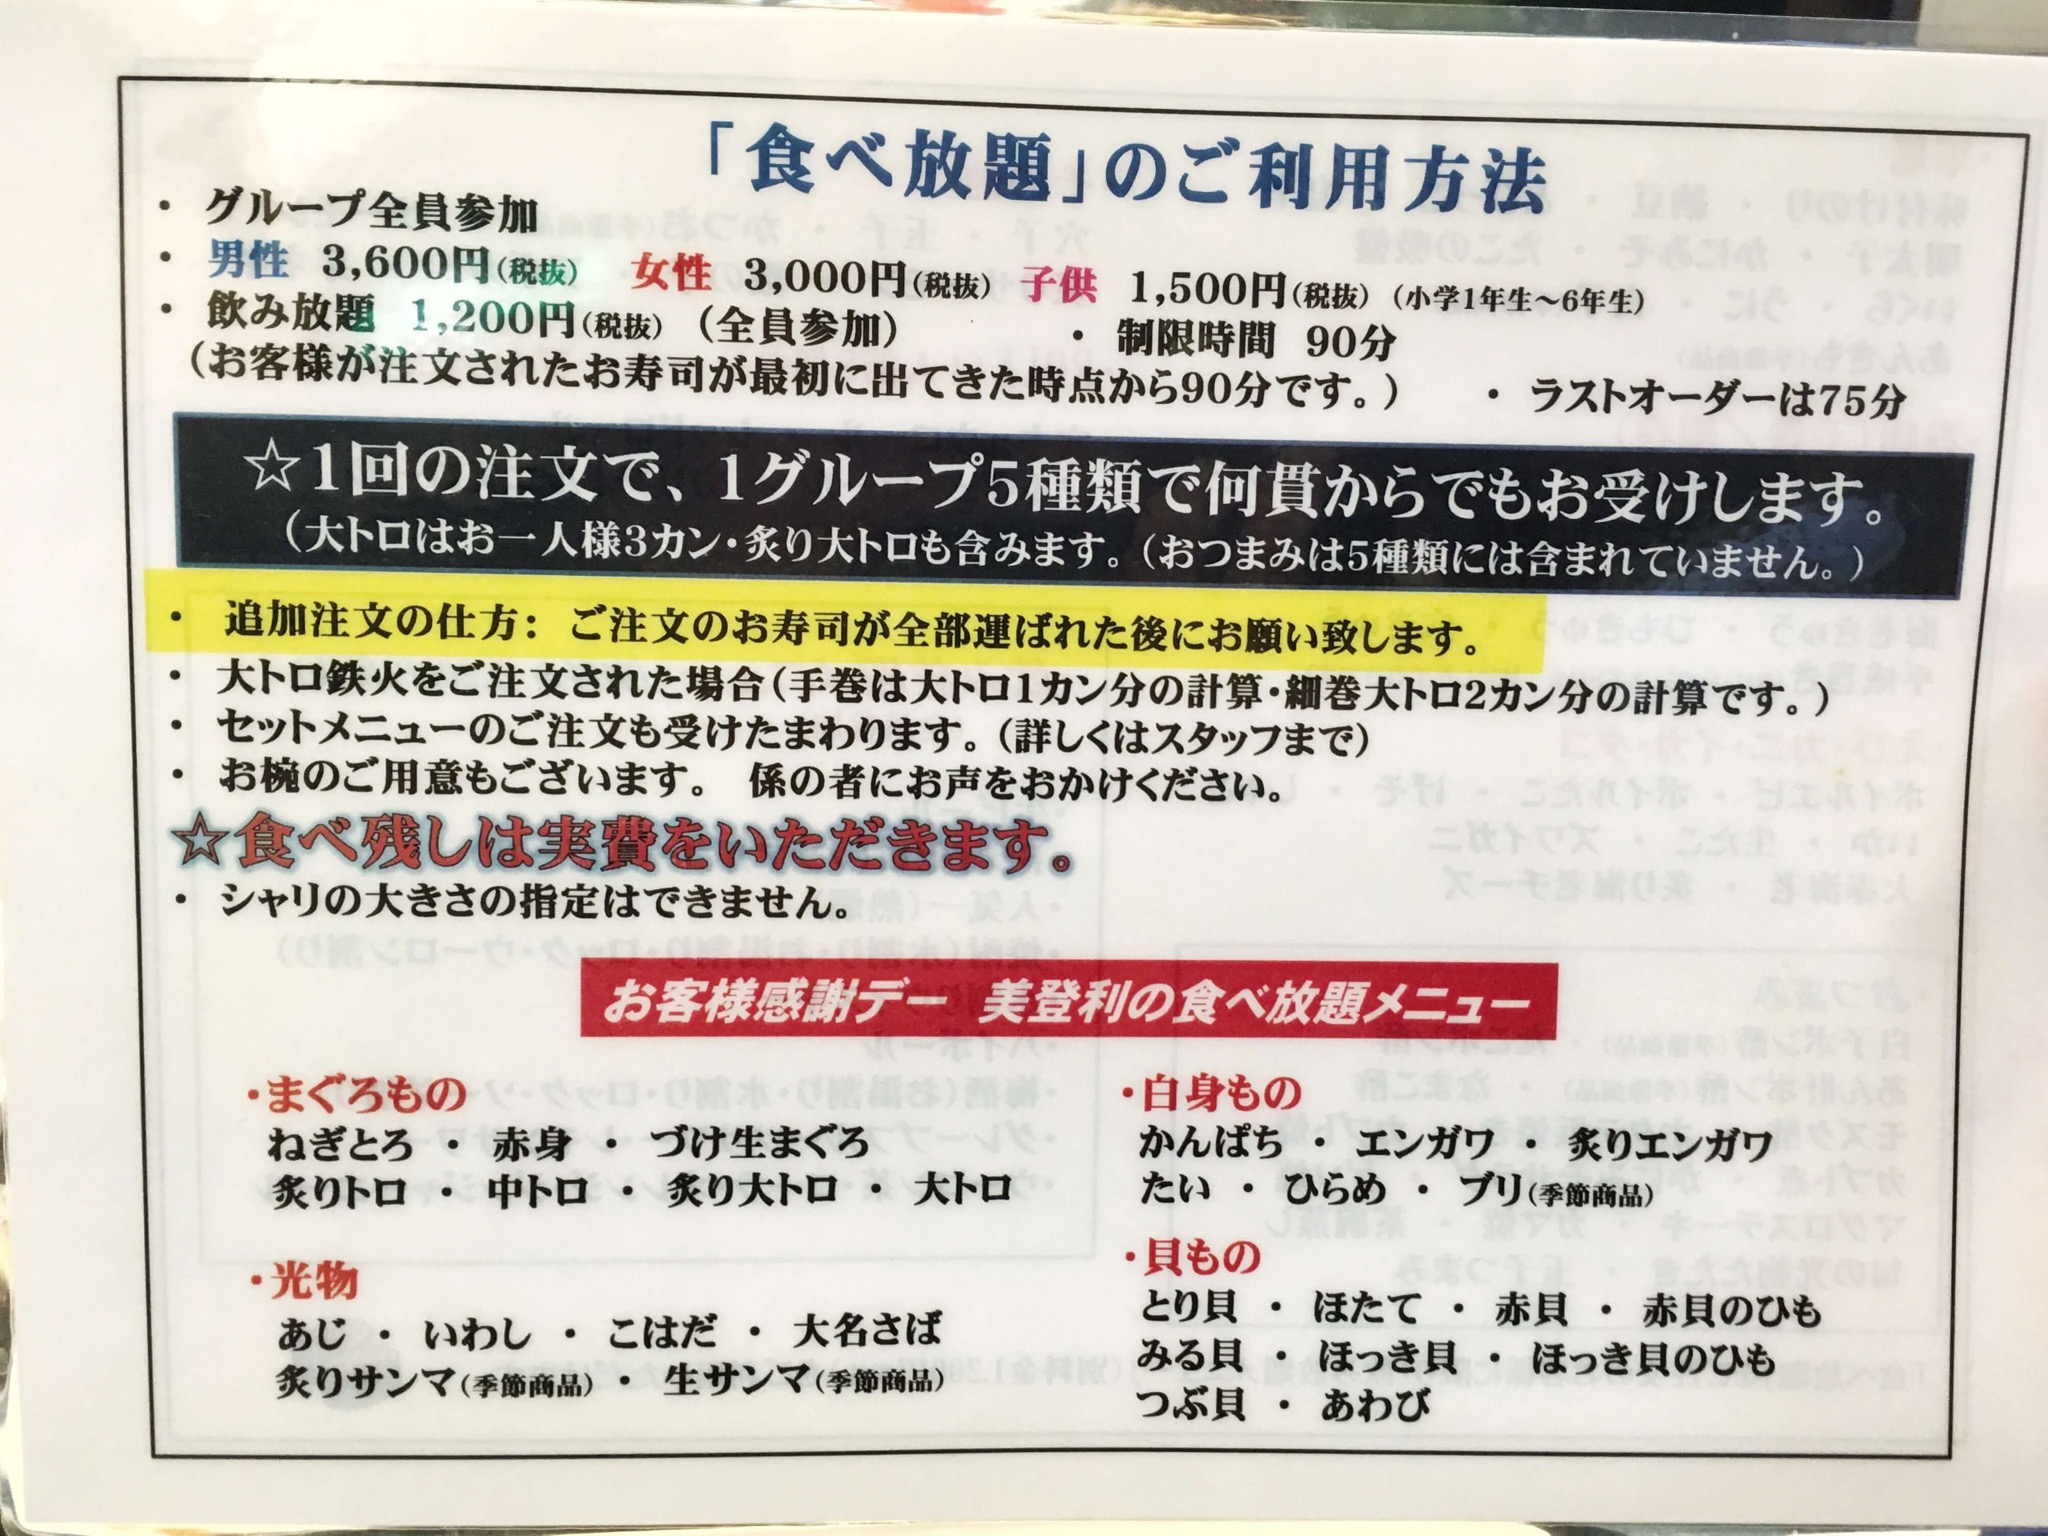 「食べ放題」のご利用方法
・ グループ全員参加
・ 男性 3,600円(税抜) 女性 3,000円(税抜) 子供 1,500円(税抜) (小学1年生～6年生)
・ 飲み放題 1,200円(税抜) (全員参加) ・ 制限時間 90分
(お客様が注文されたお寿司が最初に出てきた時点から90分です。) ・ ラストオーダーは75分
☆1回の注文で、1グループ5種類で何貫からでもお受けします。
(大トロはお一人様3カン・炙り大トロも含みます。(おつまみは5種類には含まれていません。)
・ 追加注文の仕方: ご注文のお寿司が全部運ばれた後にお願い致します。
・ 大トロ鉄火をご注文された場合(手巻は大トロ1カン分の計算・細巻大トロ2カン分の計算です。)
・ セットメニューのご注文も受けたまわります。(詳しくはスタッフまで)
・ お椀のご用意もございます。 係の者にお声をおかけください。
☆食べ残しは実費をいただきます。
・ シャリの大きさの指定はできません。
お客様感謝デー 美登利の食べ放題メニュー
・まぐろもの
ねぎとろ ・ 赤身 ・ づけ生まぐろ
炙りトロ ・ 中トロ ・ 炙り大トロ ・ 大トロ
・光物
あじ ・ いわし ・ こはだ ・ 大名さば
炙りサンマ(季節商品) ・ 生サンマ(季節商品)
・白身もの
かんぱち ・ エンガワ ・ 炙りエンガワ
たい ・ ひらめ ・ ブリ(季節商品)
・貝もの
とり貝 ・ ほたて ・ 赤貝 ・ 赤貝のひも
みる貝 ・ ほっき貝 ・ ほっき貝のひも
つぶ貝 ・ あわび